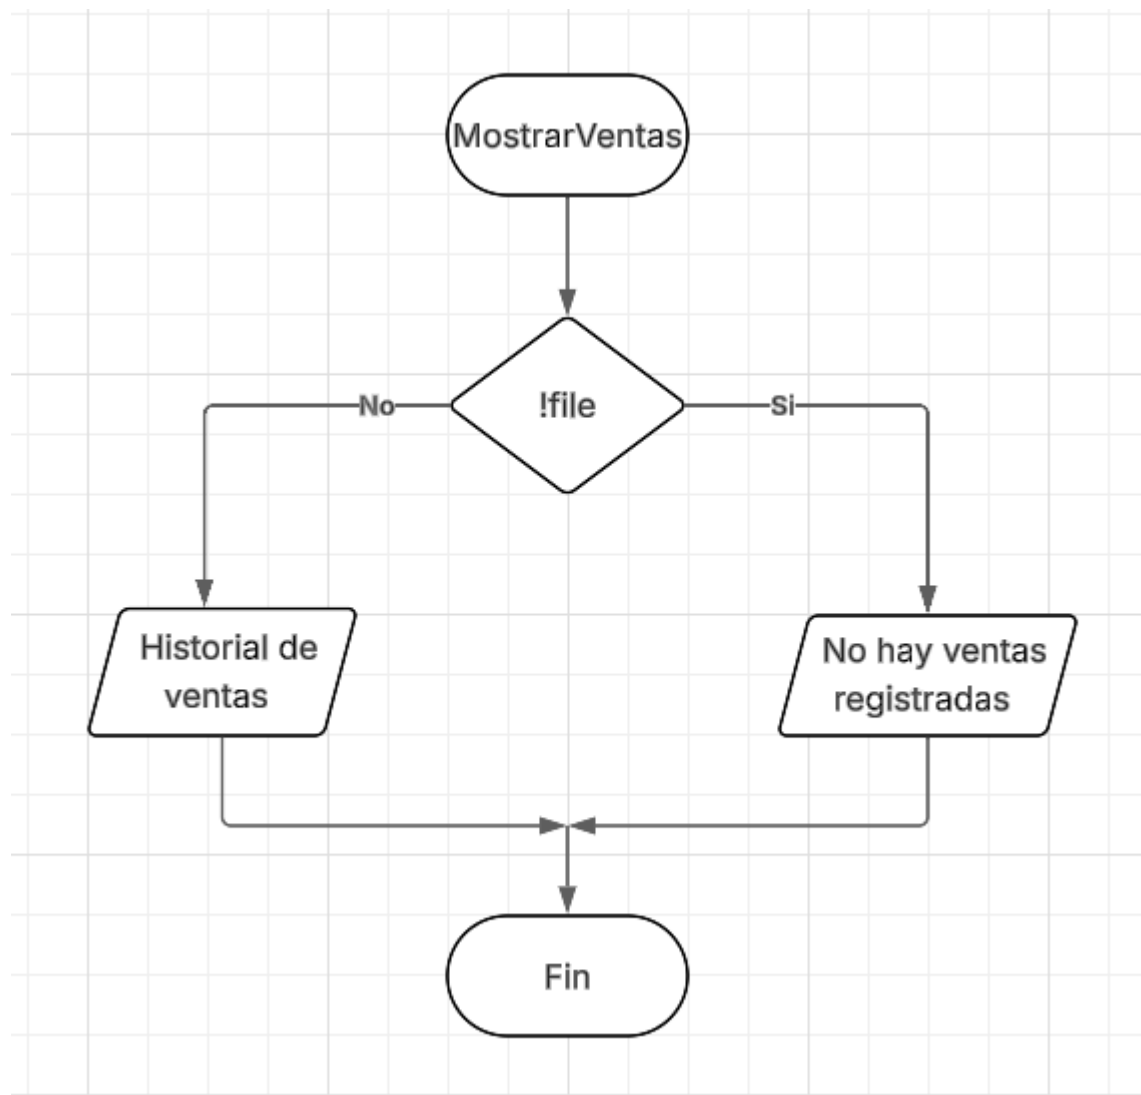 MostrarVentas
!file
No
Si
Historial de
ventas
No hay ventas
registradas
Fin